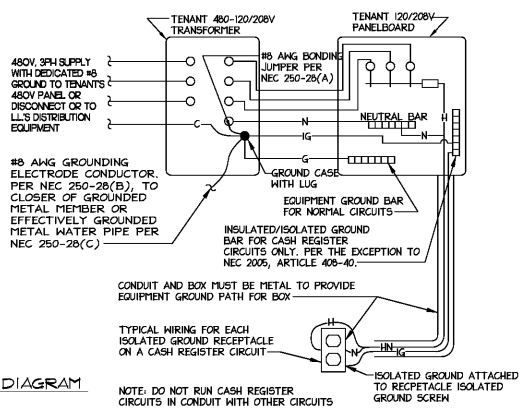 TENANT 480-120/208V
TRANSFORMER
TENANT 120/208V
PANELBOARD
480V, 3PH SUPPLY
WITH DEDICATED #8
GROUND TO TENANT'S
480V PANEL OR
DISCONNECT OR TO
LL'S DISTRIBUTION
EQUIPMENT
#8 AWG BONDING
JUMPER PER
NEC 250-28(A)
NEUTRAL BAR
H
N
N
C
IG
G
#8 AWG GROUNDING
ELECTRODE CONDUCTOR.
PER NEC 250-28(B), TO
CLOSER OF GROUNDED
METAL MEMBER OR
EFFECTIVELY GROUNDED
METAL WATER PIPE PER
NEC 250-28(C)
GROUND CASE
WITH LUG
EQUIPMENT GROUND BAR
FOR NORMAL CIRCUITS
INSULATED/ISOLATED GROUND
BAR FOR CASH REGISTER
CIRCUITS ONLY. PER THE EXCEPTION TO
NEC 2005, ARTICLE 408-40.
CONDUIT AND BOX MUST BE METAL TO PROVIDE
EQUIPMENT GROUND PATH FOR BOX
TYPICAL WIRING FOR EACH
ISOLATED GROUND RECEPTACLE
ON A CASH REGISTER CIRCUIT
H
N
HN
IG
ISOLATED GROUND ATTACHED
TO RECPETACLE ISOLATED
GROUND SCREW
DIAGRAM
NOTE: DO NOT RUN CASH REGISTER
CIRCUITS IN CONDUIT WITH OTHER CIRCUITS